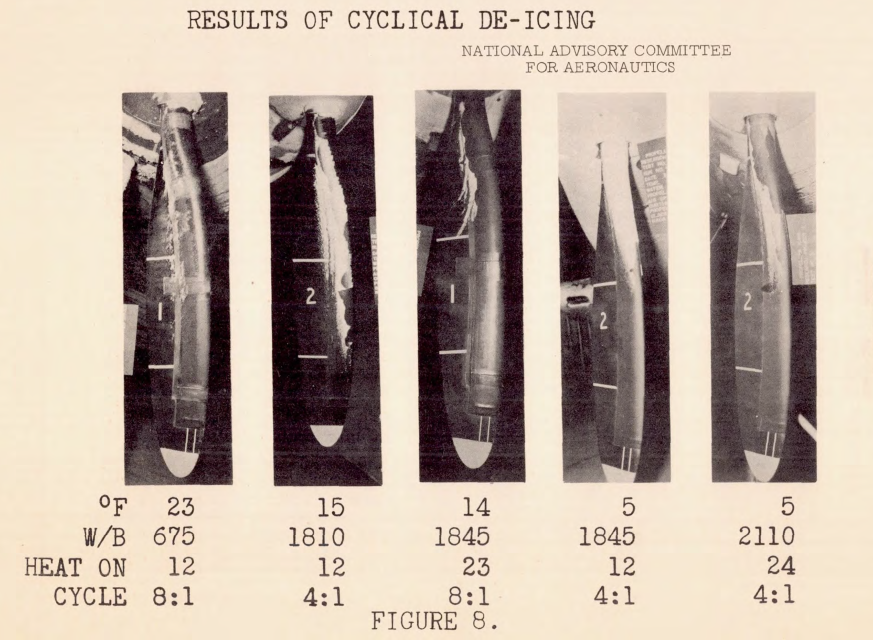 RESULTS OF CYCLICAL DE-ICING
NATIONAL ADVISORY COMMITTEE
FOR AERONAUTICS
1
2
1
2
2
°F 23 15 14 5 5
W/B 675 1810 1845 1845 2110
HEAT ON 12 12 23 12 24
CYCLE 8:1 4:1 8:1 4:1 4:1
FIGURE 8.